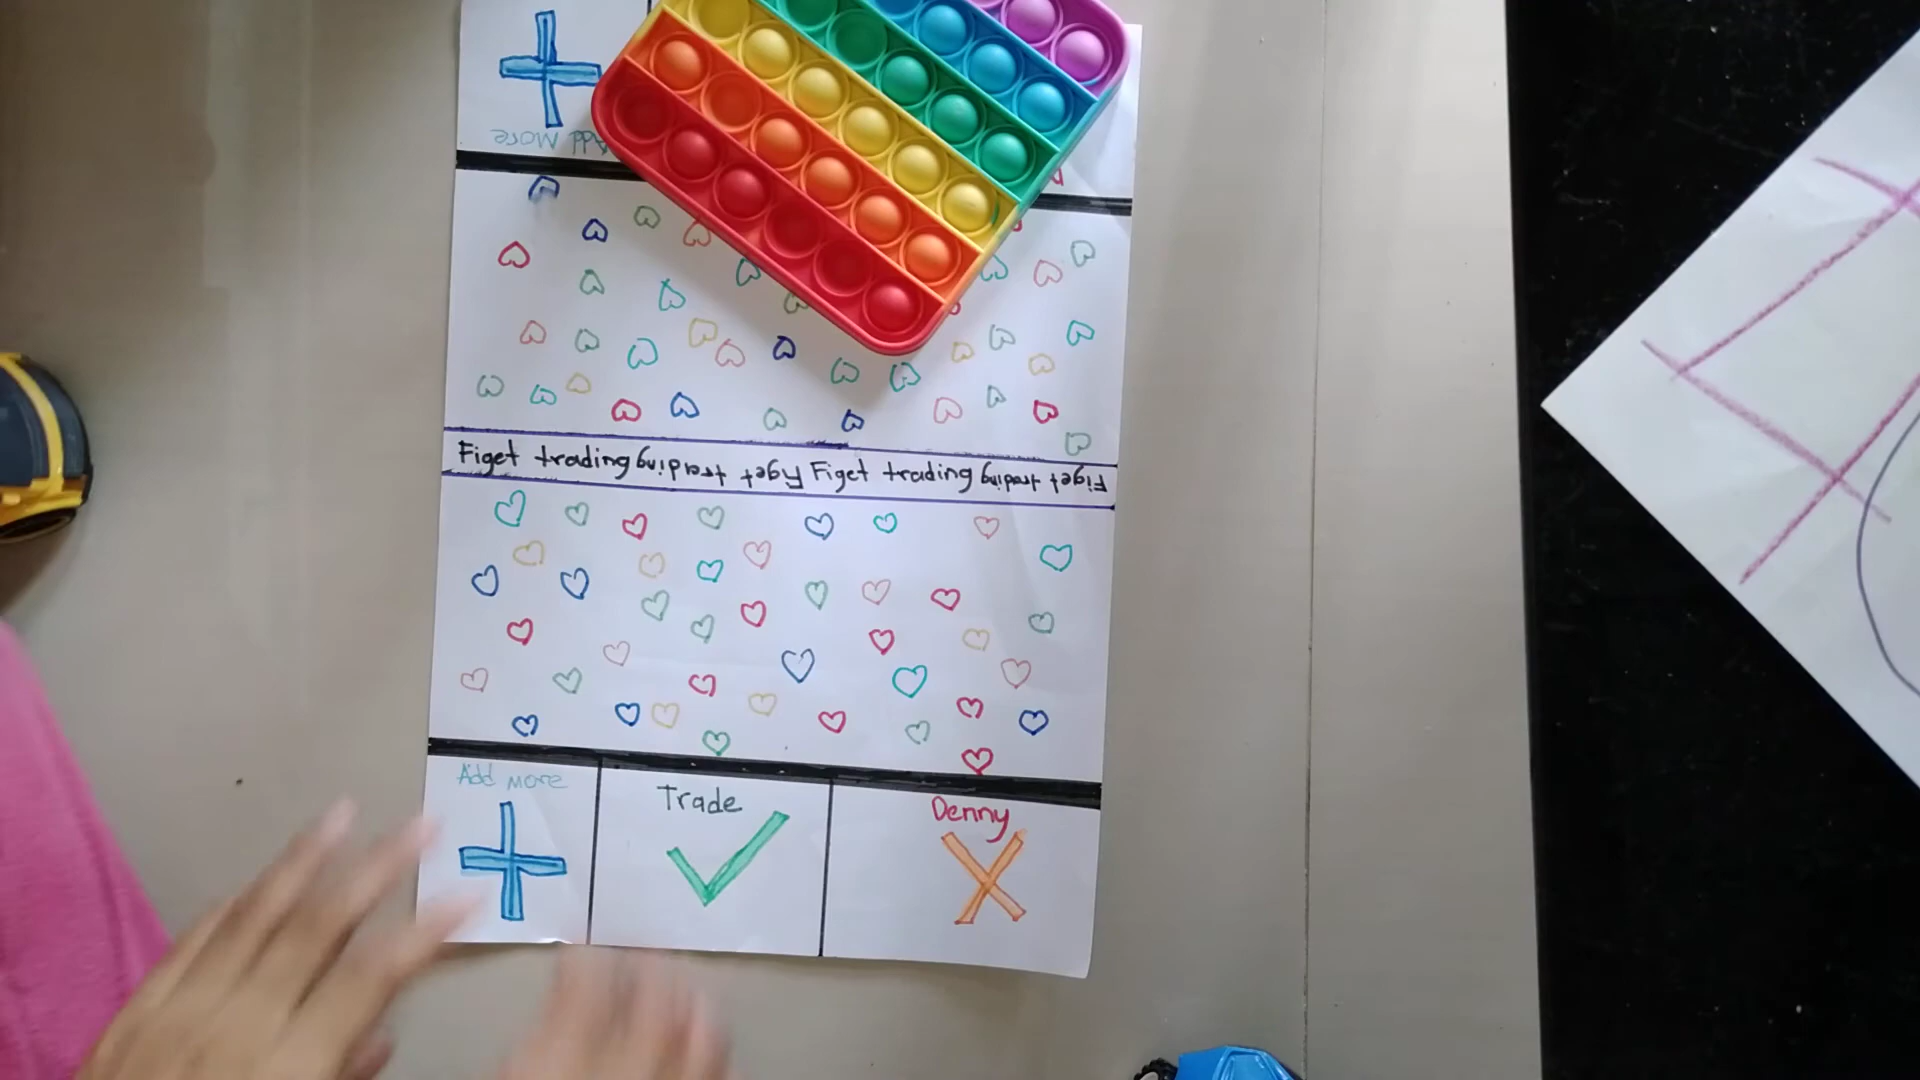 Add More
Figet trading Figet trading Figet trading Figet trading
Add more
Trade
Denny